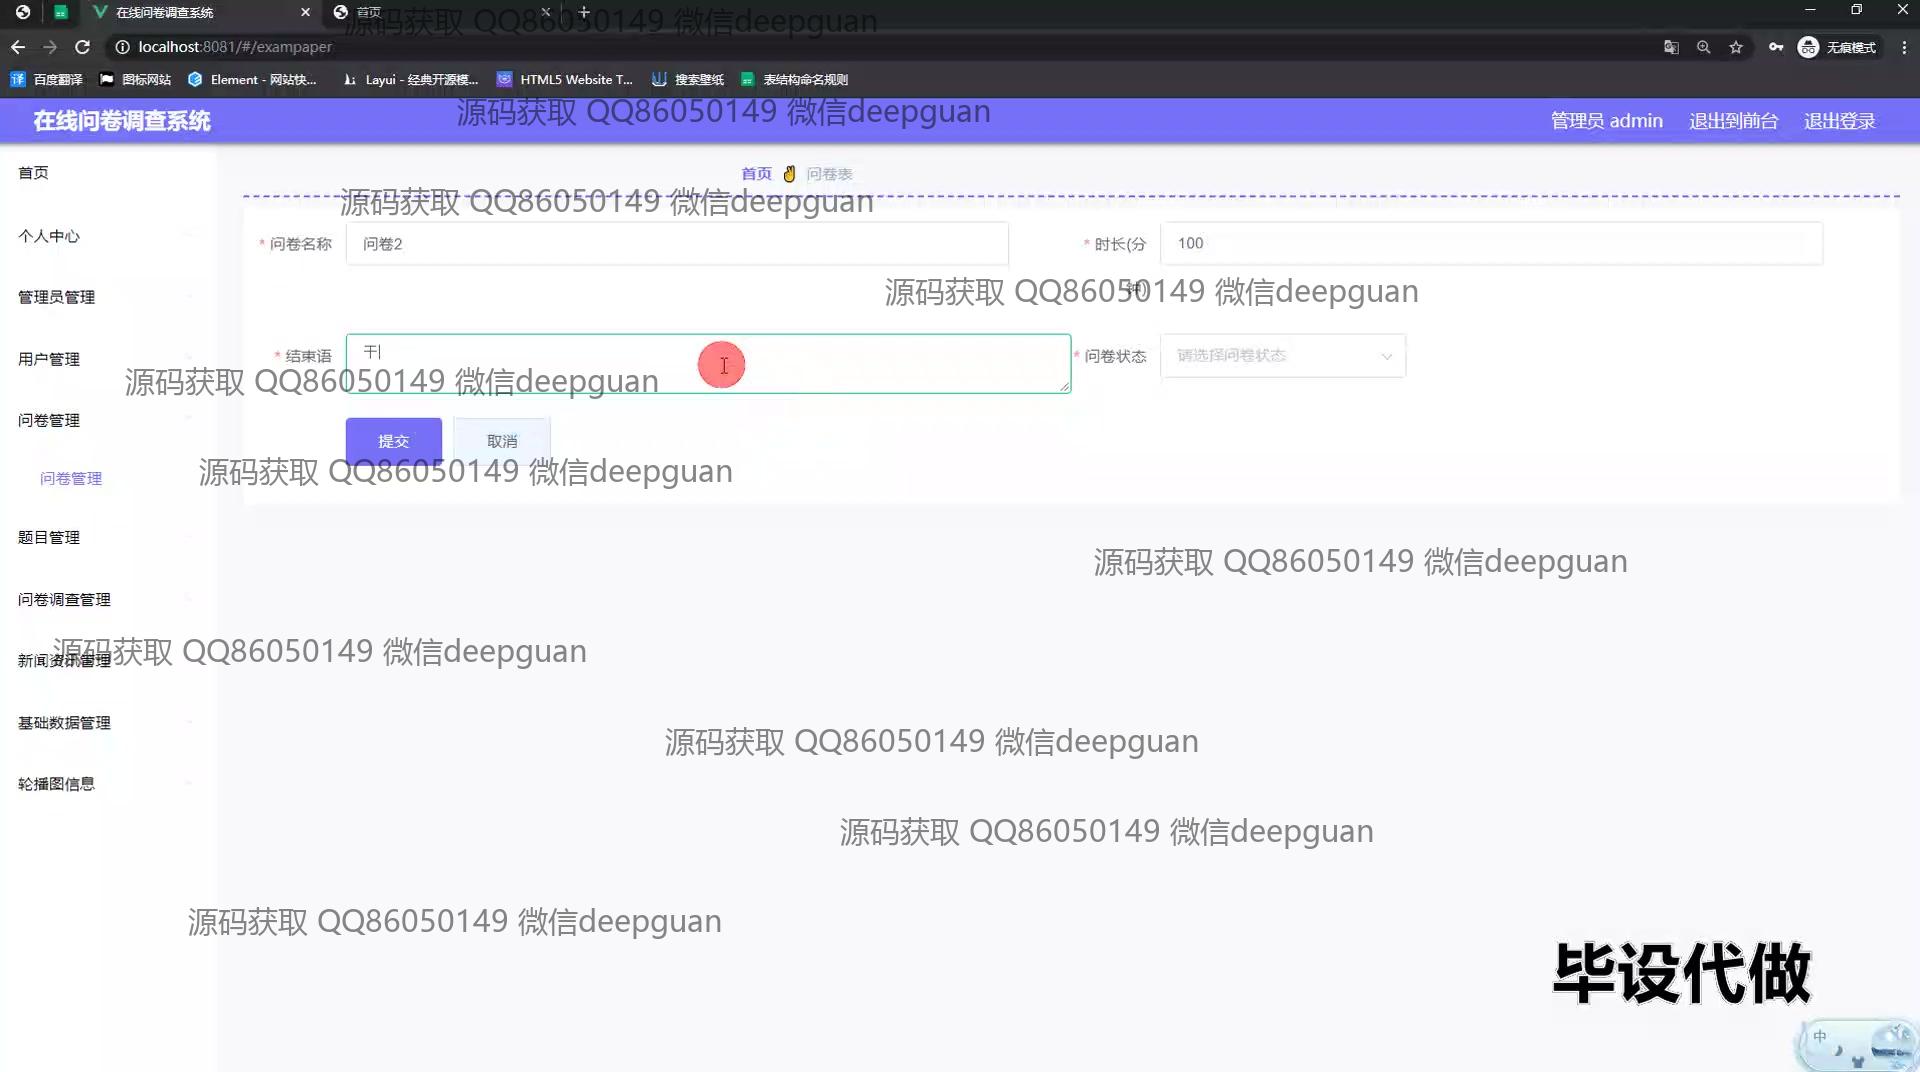 在线问卷调查系统
首页
源码获取 QQ86050149 微信deepguan
localhost:8081/#/exampaper
无痕模式
百度翻译
图标网站
Element - 网站快...
Layui - 经典开源模...
HTML5 Website T...
搜索壁纸
表结构命名规则
在线问卷调查系统
源码获取 QQ86050149 微信deepguan
管理员 admin
退出到前台
退出登录
首页
首页
问卷表
源码获取 QQ86050149 微信deepguan
个人中心
* 问卷名称
问卷2
* 时长(分
钟)
100
源码获取 QQ86050149 微信deepguan
管理员管理
用户管理
* 结束语
干
* 问卷状态
请选择问卷状态
源码获取 QQ86050149 微信deepguan
问卷管理
提交
取消
问卷管理
源码获取 QQ86050149 微信deepguan
题目管理
源码获取 QQ86050149 微信deepguan
问卷调查管理
源码获取 QQ86050149 微信deepguan
新闻资讯管理
基础数据管理
源码获取 QQ86050149 微信deepguan
轮播图信息
源码获取 QQ86050149 微信deepguan
源码获取 QQ86050149 微信deepguan
毕设代做
中